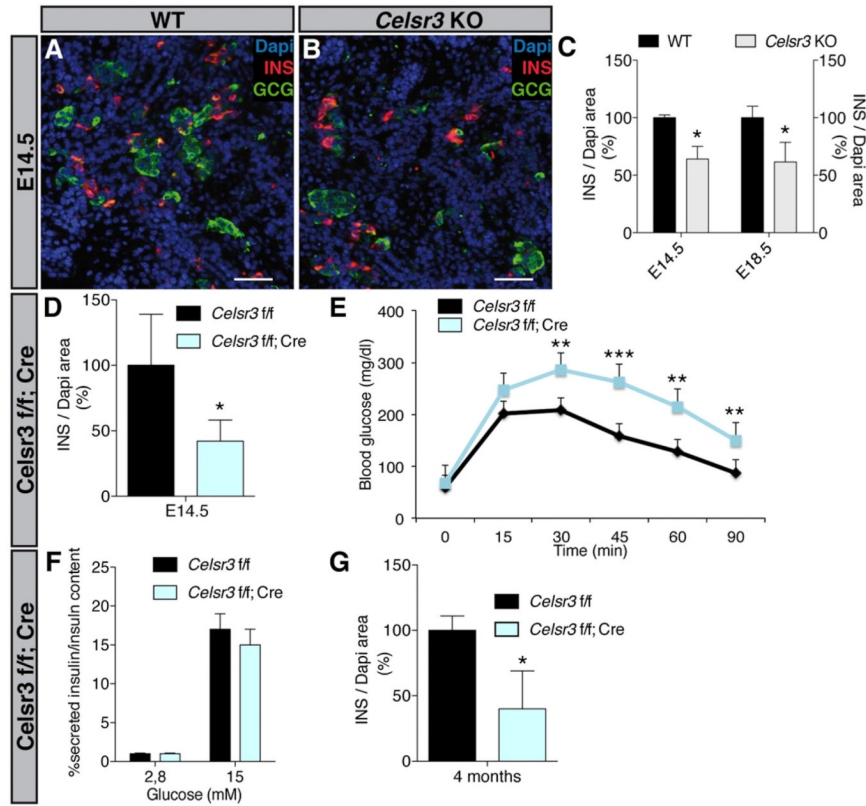 WT
Celsr3 KO
E14.5
A
Dapi
INS
GCG
B
Dapi
INS
GCG
C
WT
Celsr3 KO
150
100
50
0
INS / Dapi area
(%)
150
100
50
0
INS / Dapi area
(%)
E14.5
E18.5
*
*
Celsr3 f/f; Cre
D
150
100
50
0
INS / Dapi area
(%)
Celsr3 f/f
Celsr3 f/f; Cre
*
E14.5
E
Celsr3 f/f
Celsr3 f/f; Cre
400
300
200
100
0
Blood glucose (mg/dl)
**
***
**
**
0 15 30 45 60 90
Time (min)
Celsr3 f/f; Cre
F
Celsr3 f/f
Celsr3 f/f; Cre
25
20
15
10
5
0
%secreted insulin/insulin content
2,8 15
Glucose (mM)
G
150
100
50
0
INS / Dapi area
(%)
Celsr3 f/f
Celsr3 f/f; Cre
*
4 months